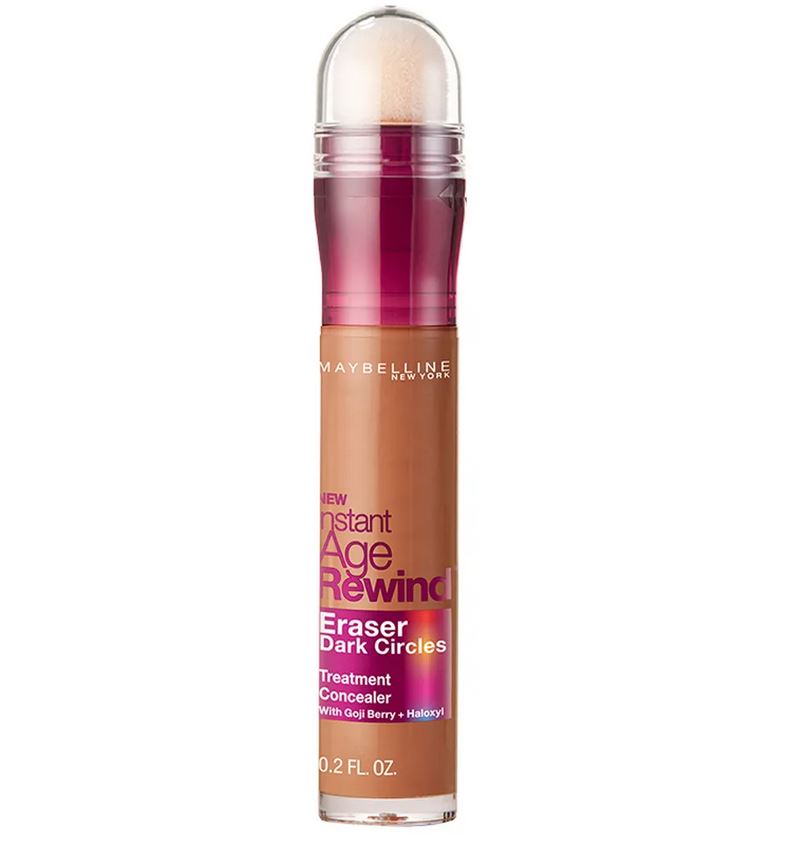 MAYBELLINE
NEW YORK
NEW
Instant
Age
Rewind
Eraser
Dark Circles
Treatment
Concealer
With Goji Berry + Haloxyl
0.2 FL. OZ.